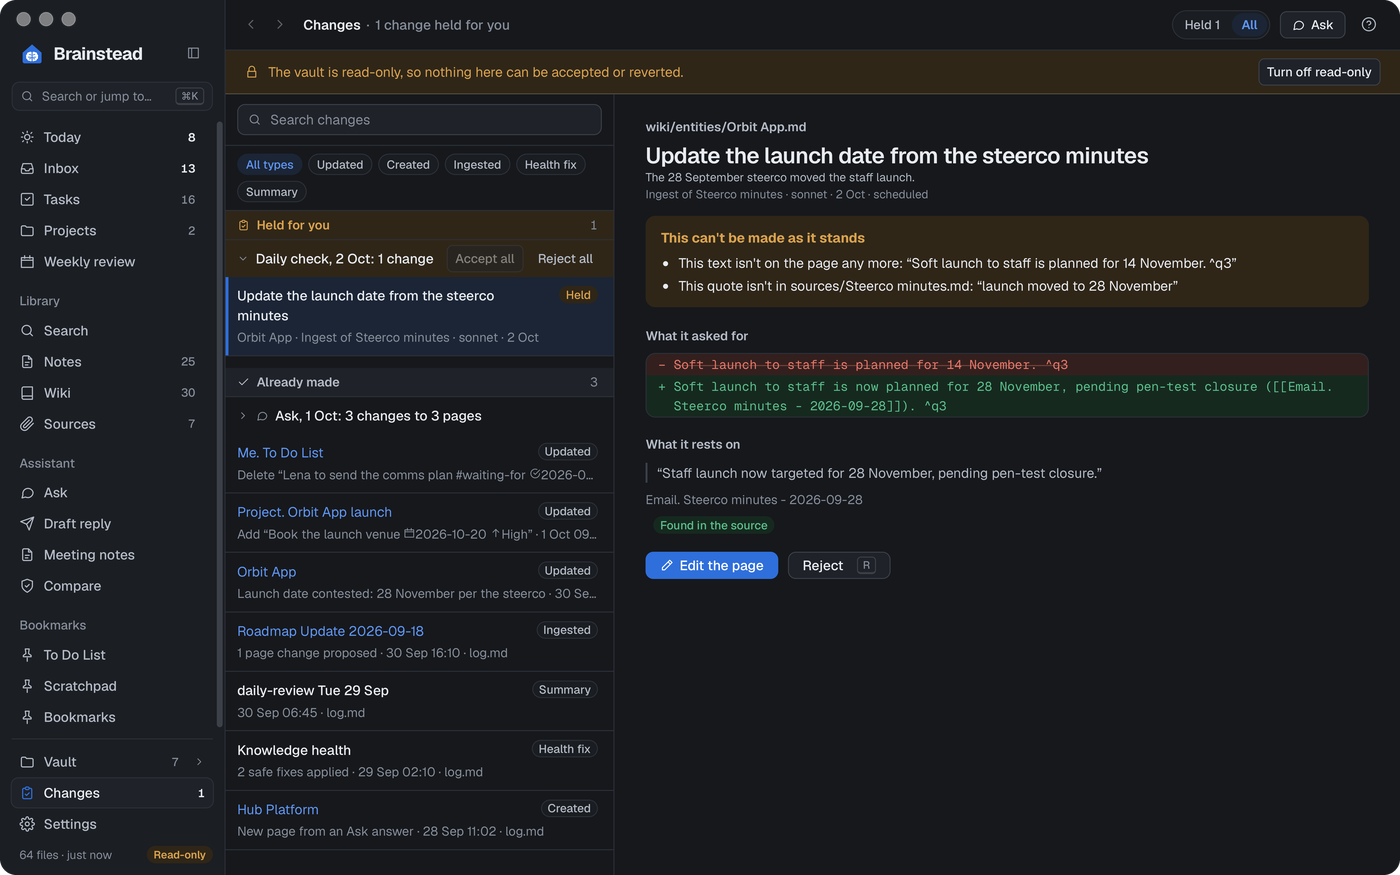 Brainstead
Search or jump to... ⌘K
Today 8
Inbox 13
Tasks 16
Projects 2
Weekly review
Library
Search
Notes 25
Wiki 30
Sources 7
Assistant
Ask
Draft reply
Meeting notes
Compare
Bookmarks
To Do List
Scratchpad
Bookmarks
Vault 7
Changes 1
Settings
64 files · just now Read-only
Changes · 1 change held for you
Held 1 All Ask
The vault is read-only, so nothing here can be accepted or reverted. Turn off read-only
Search changes
All types Updated Created Ingested Health fix
Summary
Held for you 1
Daily check, 2 Oct: 1 change Accept all Reject all
Update the launch date from the steerco Held
minutes
Orbit App · Ingest of Steerco minutes · sonnet · 2 Oct
Already made 3
Ask, 1 Oct: 3 changes to 3 pages
Me. To Do List Updated
Delete “Lena to send the comms plan #waiting-for 2026-0...
Project. Orbit App launch Updated
Add “Book the launch venue 2026-10-20 High” · 1 Oct 09...
Orbit App Updated
Launch date contested: 28 November per the steerco · 30 Se...
Roadmap Update 2026-09-18 Ingested
1 page change proposed · 30 Sep 16:10 · log.md
daily-review Tue 29 Sep Summary
30 Sep 06:45 · log.md
Knowledge health Health fix
2 safe fixes applied · 29 Sep 02:10 · log.md
Hub Platform Created
New page from an Ask answer · 28 Sep 11:02 · log.md
wiki/entities/Orbit App.md
Update the launch date from the steerco minutes
The 28 September steerco moved the staff launch.
Ingest of Steerco minutes · sonnet · 2 Oct · scheduled
This can't be made as it stands
• This text isn't on the page any more: “Soft launch to staff is planned for 14 November. ^q3”
• This quote isn't in sources/Steerco minutes.md: “launch moved to 28 November”
What it asked for
- Soft launch to staff is planned for 14 November. ^q3
+ Soft launch to staff is now planned for 28 November, pending pen-test closure ([[Email.
Steerco minutes - 2026-09-28]]). ^q3
What it rests on
“Staff launch now targeted for 28 November, pending pen-test closure.”
Email. Steerco minutes - 2026-09-28
Found in the source
Edit the page Reject R